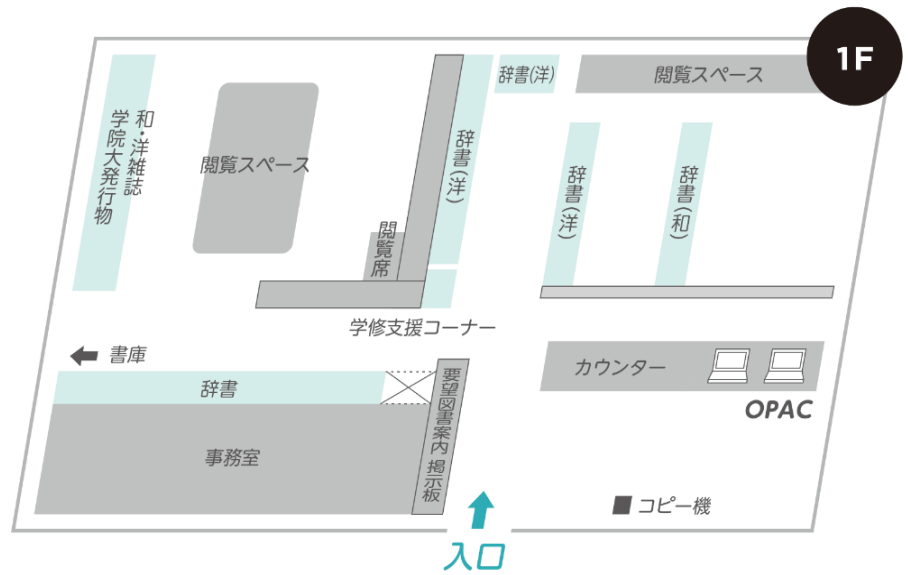 1F
辞書(洋)
閲覧スペース
和・洋雑誌
学院大発行物
閲覧スペース
辞書(洋)
辞書(洋)
辞書(和)
閲覧席
学修支援コーナー
書庫
辞書
カウンター
OPAC
要望図書案内 掲示板
事務室
コピー機
入口